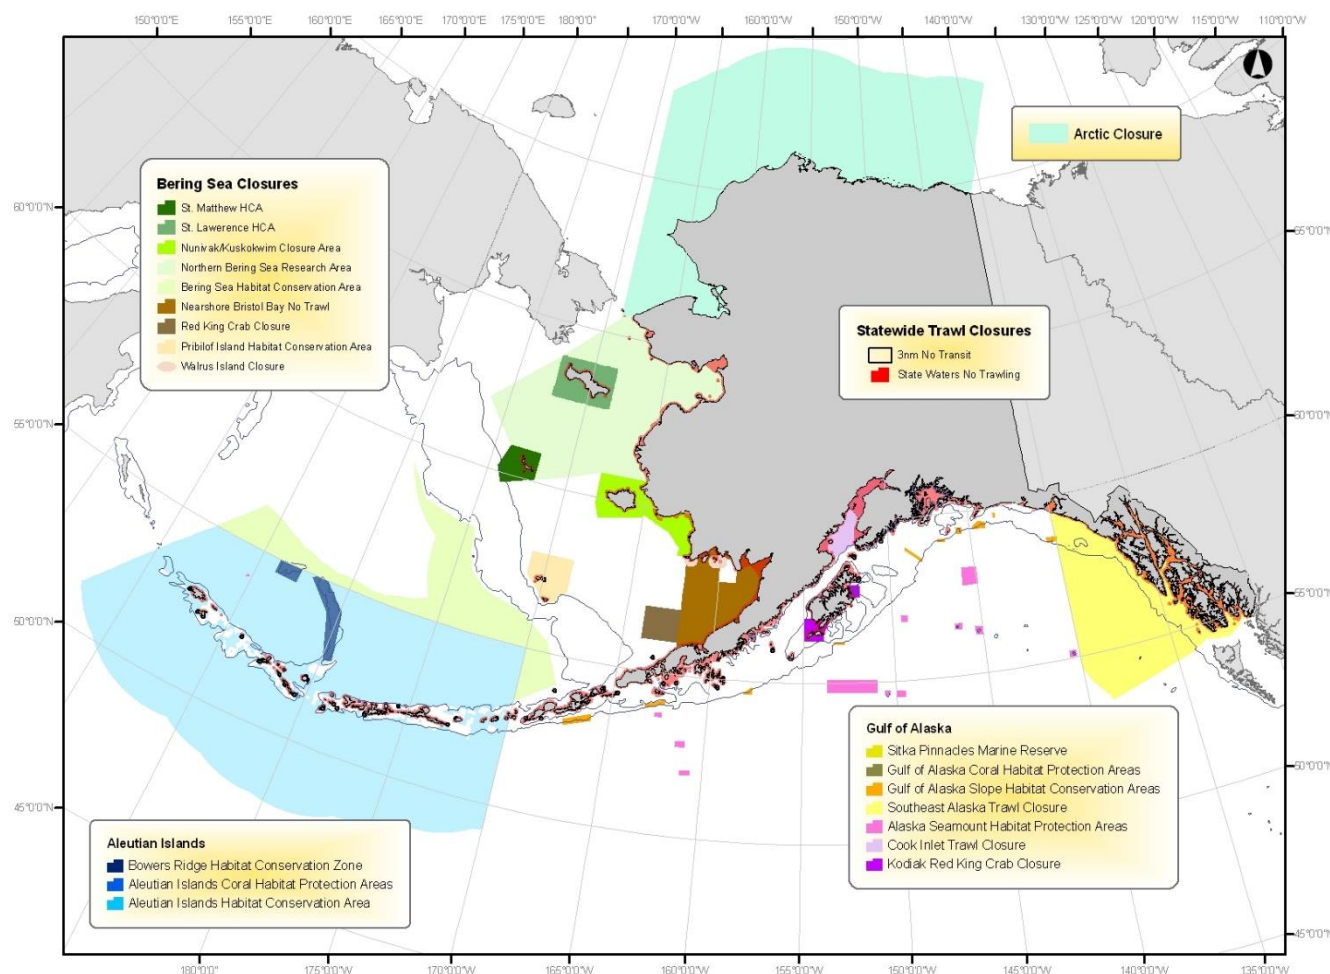 150°0'0"E 155°0'0"E 160°0'0"E 165°0'0"E 170°0'0"E 175°0'0"E 180°0'0" 170°0'0"W 160°0'0"W 150°0'0"W 140°0'0"W 130°0'0"W 125°0'0"W 120°0'0"W 115°0'0"W 110°0'0"W
Arctic Closure
Bering Sea Closures
St. Matthew HCA
St. Lawerence HCA
Nunivak/Kuskokwim Closure Area
Northern Bering Sea Research Area
Bering Sea Habitat Conservation Area
Nearshore Bristol Bay No Trawl
Red King Crab Closure
Pribilof Island Habitat Conservation Area
Walrus Island Closure
60°0'0"N
65°0'0"N
Statewide Trawl Closures
3nm No Transit
State Waters No Trawling
55°0'0"N
60°0'0"N
50°0'0"N
55°0'0"N
Gulf of Alaska
Sitka Pinnacles Marine Reserve
Gulf of Alaska Coral Habitat Protection Areas
Gulf of Alaska Slope Habitat Conservation Areas
Southeast Alaska Trawl Closure
Alaska Seamount Habitat Protection Areas
Cook Inlet Trawl Closure
Kodiak Red King Crab Closure
50°0'0"N
45°0'0"N
Aleutian Islands
Bowers Ridge Habitat Conservation Zone
Aleutian Islands Coral Habitat Protection Areas
Aleutian Islands Habitat Conservation Area
45°0'0"N
180°0'0" 175°0'0"W 170°0'0"W 165°0'0"W 160°0'0"W 155°0'0"W 150°0'0"W 145°0'0"W 140°0'0"W 135°0'0"W